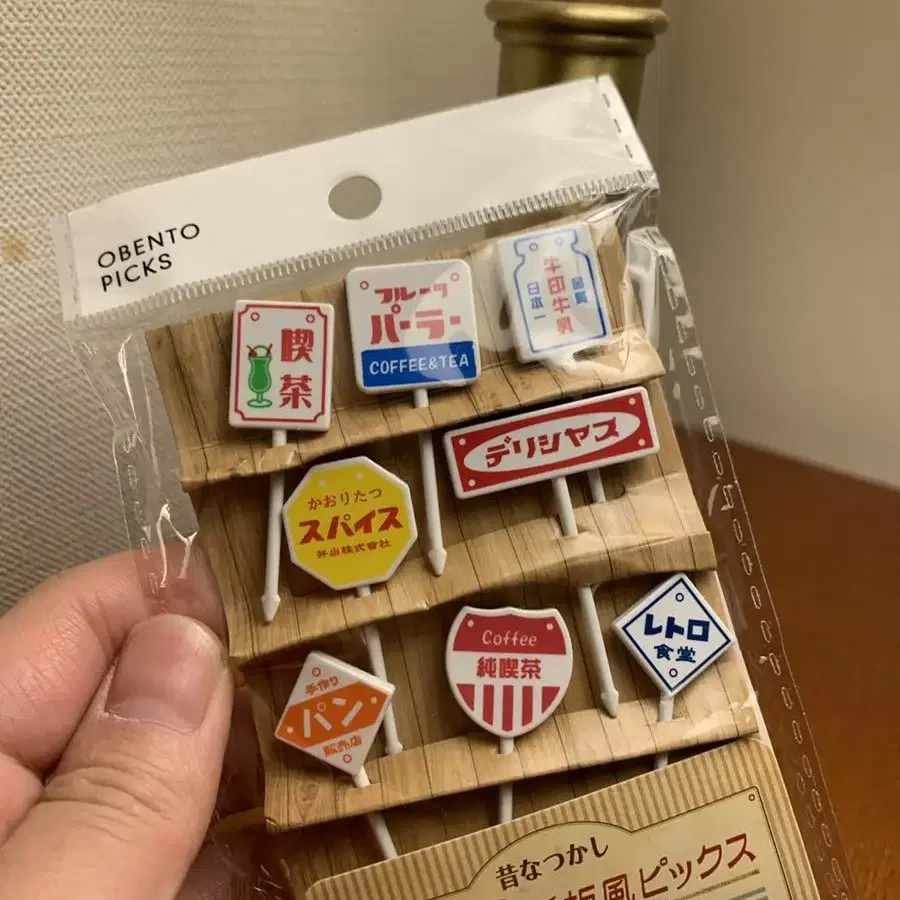 OBENTO
PICKS
喫茶
フルーツ
パーラー
COFFEE&TEA
品質
牛印牛乳
日本一
デリシャス
かおりたつ
スパイス
弁当株式會社
手作り
パン
販売店
Coffee
純喫茶
レトロ
食堂
昔なつかし
風ピックス